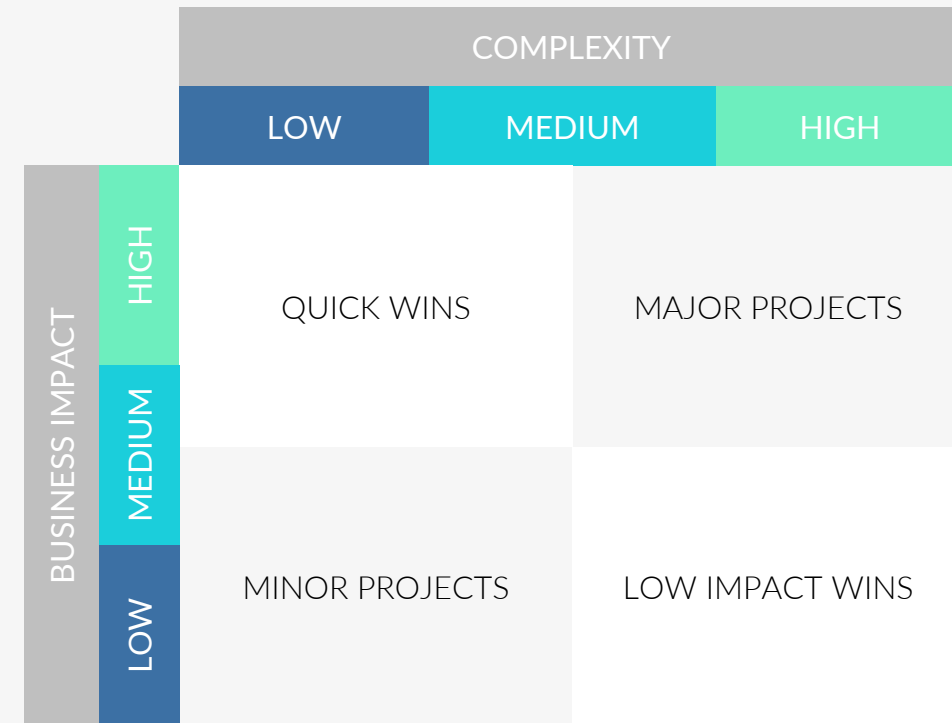 COMPLEXITY
LOW
MEDIUM
HIGH
BUSINESS IMPACT
HIGH
MEDIUM
LOW
QUICK WINS
MAJOR PROJECTS
MINOR PROJECTS
LOW IMPACT WINS